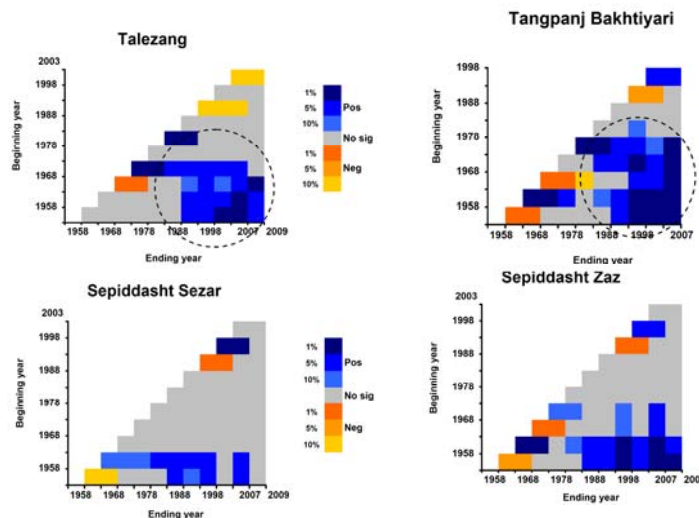 Talezang
2003
1998
1988
1978
1968
1958
Beginning year
1958 1968 1978 1988 1998 2007 2009
Ending year
1%
5% Pos
10%
No sig
1%
5% Neg
10%
Tangpanj Bakhtiyari
1998
1988
1978
1968
1958
Beginning year
1958 1968 1978 1988 1998 2007
Ending year
Sepiddasht Sezar
2003
1998
1988
1978
1968
1958
Beginning year
1958 1968 1978 1988 1998 2007 2009
Ending year
1%
5% Pos
10%
No sig
1%
5% Neg
10%
Sepiddasht Zaz
2003
1998
1988
1978
1968
1958
Beginning year
1958 1968 1978 1988 1998 2007
Ending year